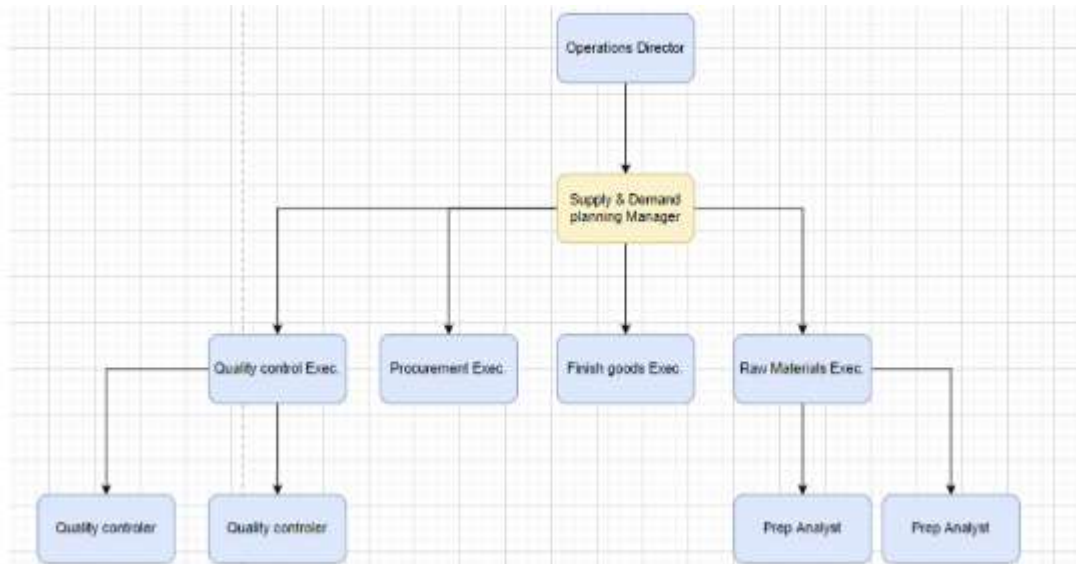 Operations Director
Supply & Demand
planning Manager
Quality control Exec.
Procurement Exec.
Finish goods Exec.
Raw Materials Exec.
Quality controler
Quality controler
Prep Analyst
Prep Analyst